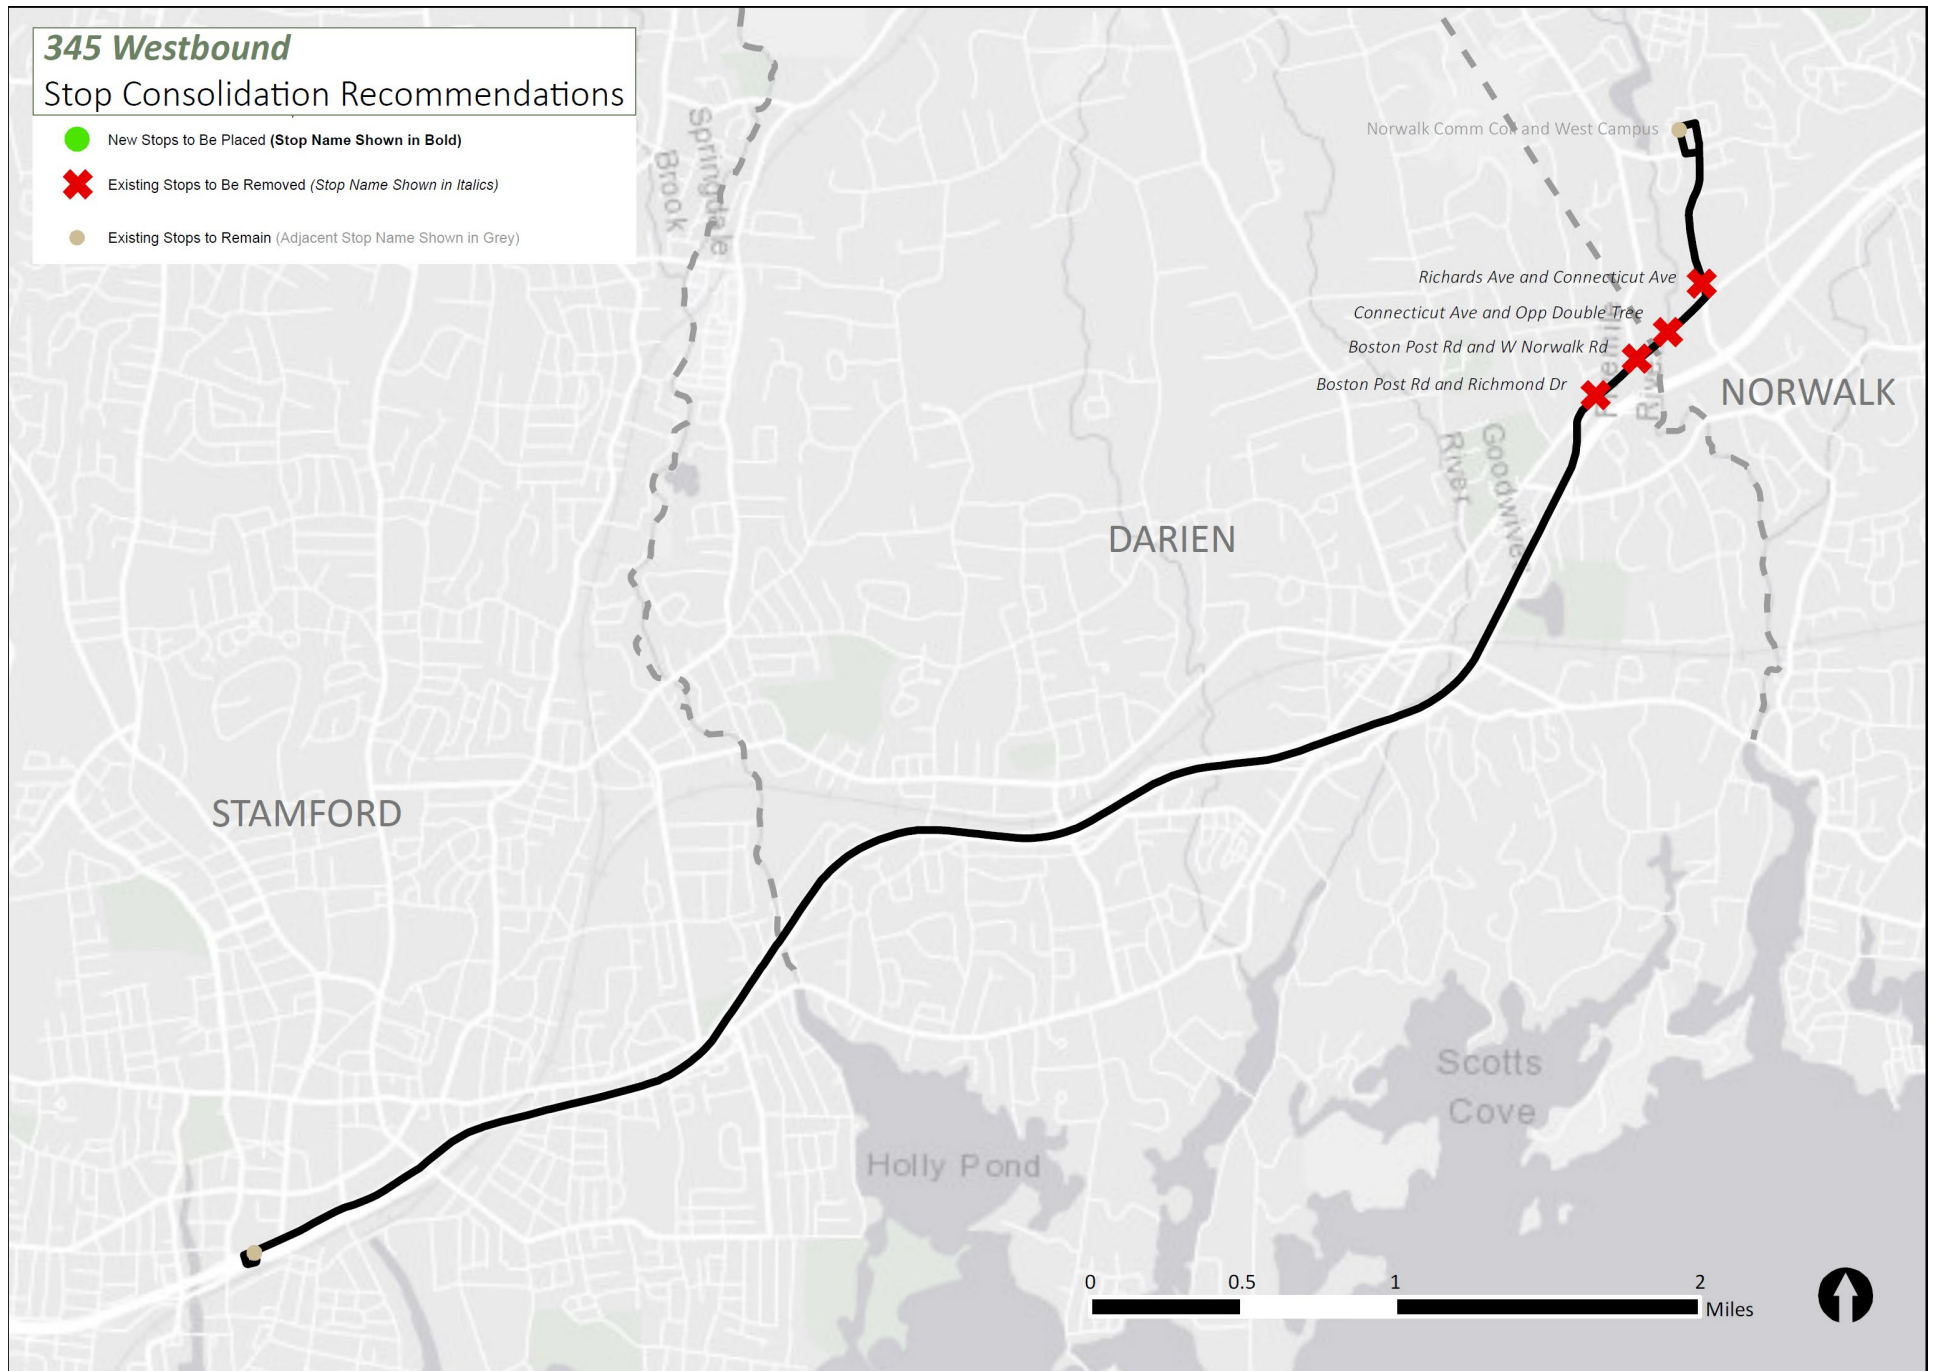 345 Westbound
Stop Consolidation Recommendations
New Stops to Be Placed (Stop Name Shown in Bold)
Existing Stops to Be Removed (Stop Name Shown in Italics)
Existing Stops to Remain (Adjacent Stop Name Shown in Grey)
Springdale
Brook
Norwalk Comm Coll and West Campus
Richards Ave and Connecticut Ave
Connecticut Ave and Opp Double Tree
Boston Post Rd and W Norwalk Rd
Boston Post Rd and Richmond Dr
Fivemile
River
NORWALK
Goodwives
River
DARIEN
STAMFORD
Scotts
Cove
Holly Pond
0 0.5 1 2
Miles